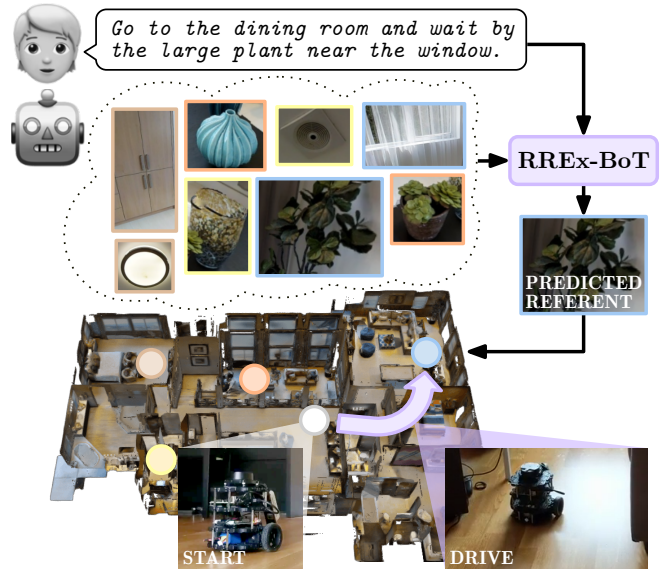 Go to the dining room and wait by
the large plant near the window.
RREx-BoT
PREDICTED
REFERENT
START
DRIVE